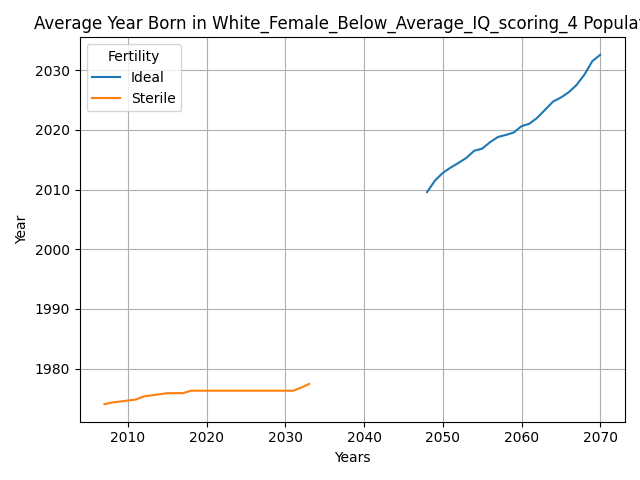 Average Year Born in White_Female_Below_Average_IQ_scoring_4 Populat
Fertility
Ideal
Sterile
2030
2020
2010
2000
1990
1980
Year
2010 2020 2030 2040 2050 2060 2070
Years